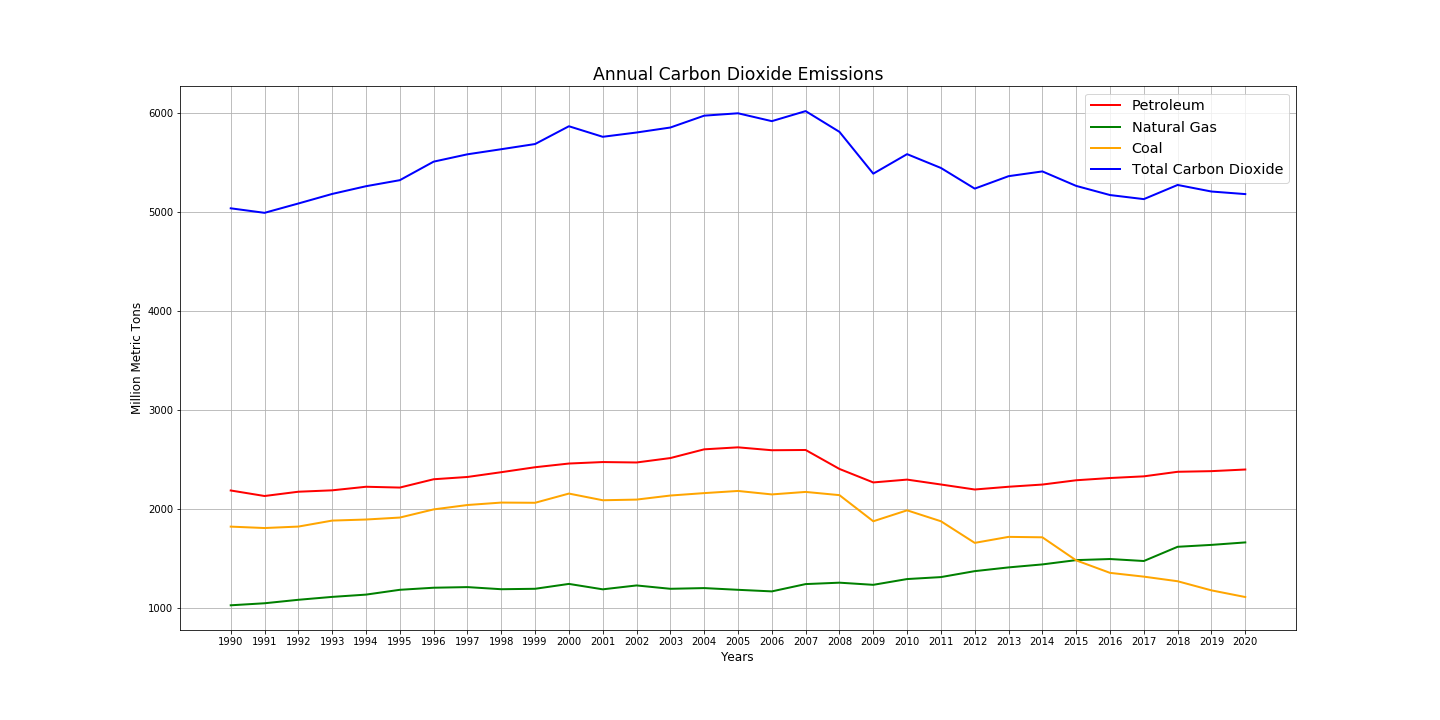 Annual Carbon Dioxide Emissions
Petroleum
Natural Gas
Coal
Total Carbon Dioxide
Million Metric Tons
6000
5000
4000
3000
2000
1000
1990 1991 1992 1993 1994 1995 1996 1997 1998 1999 2000 2001 2002 2003 2004 2005 2006 2007 2008 2009 2010 2011 2012 2013 2014 2015 2016 2017 2018 2019 2020
Years